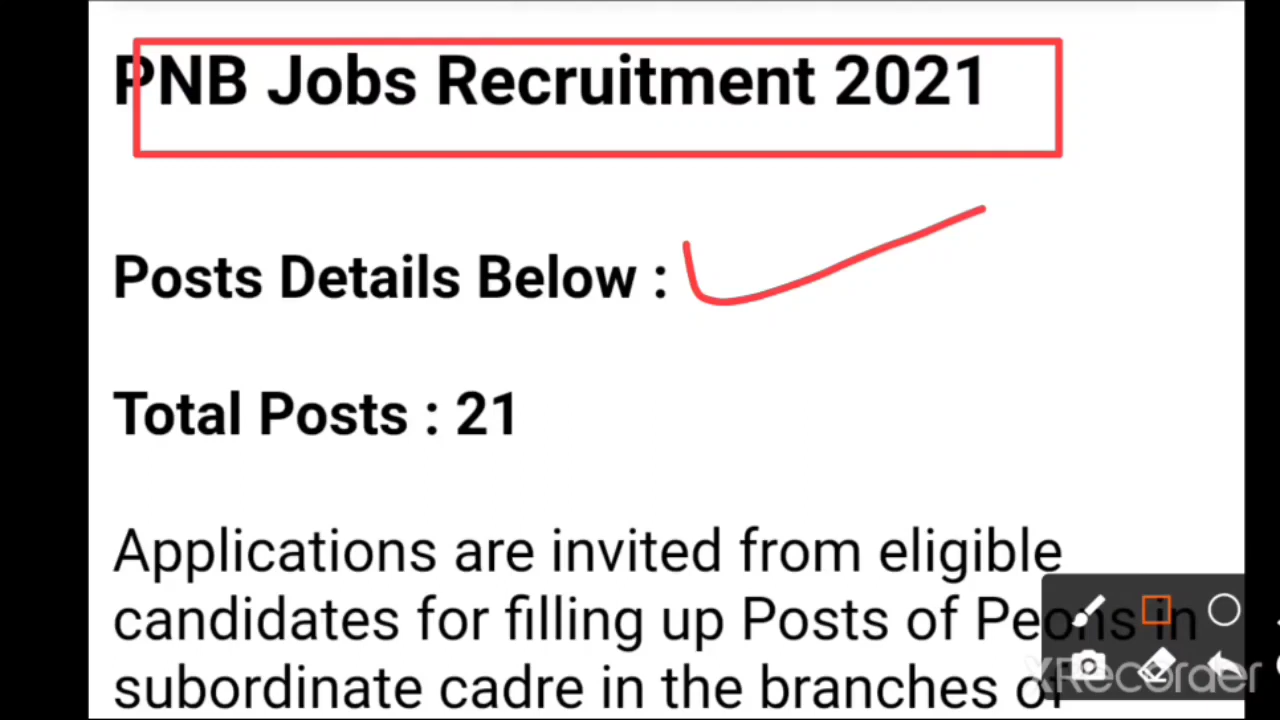 PNB Jobs Recruitment 2021
Posts Details Below :
Total Posts : 21
Applications are invited from eligible
candidates for filling up Posts of Peons in
subordinate cadre in the branches of
XRecorder